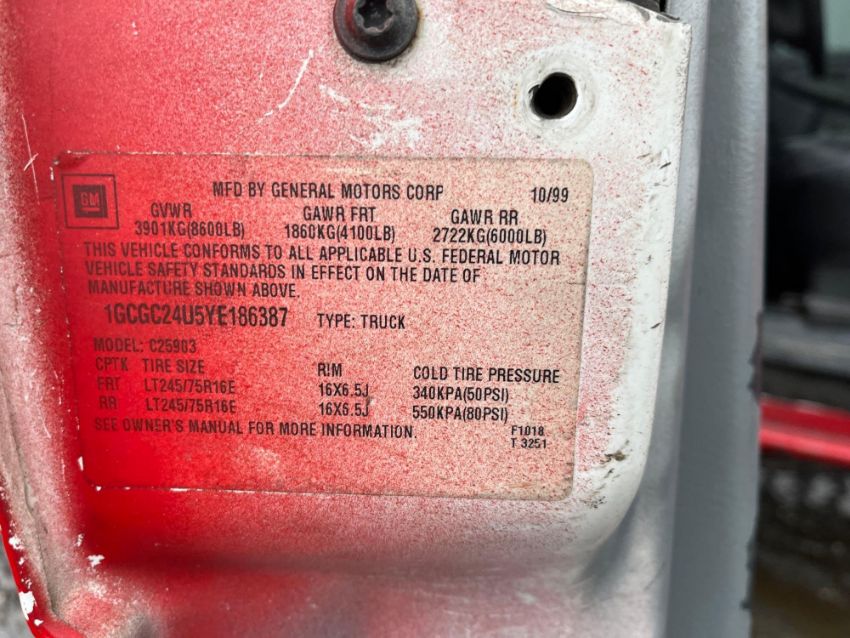 MFD BY GENERAL MOTORS CORP 10/99
GM
GVWR GAWR FRT GAWR RR
3901KG(8600LB) 1860KG(4100LB) 2722KG(6000LB)
THIS VEHICLE CONFORMS TO ALL APPLICABLE U.S. FEDERAL MOTOR
VEHICLE SAFETY STANDARDS IN EFFECT ON THE DATE OF
MANUFACTURE SHOWN ABOVE.
1GCGC24U5YE186387 TYPE: TRUCK
MODEL: C25903
CPTK TIRE SIZE RIM COLD TIRE PRESSURE
FRT LT245/75R16E 16X6.5J 340KPA(50PSI)
RR LT245/75R16E 16X6.5J 550KPA(80PSI)
SEE OWNER'S MANUAL FOR MORE INFORMATION. F1018
T 3251